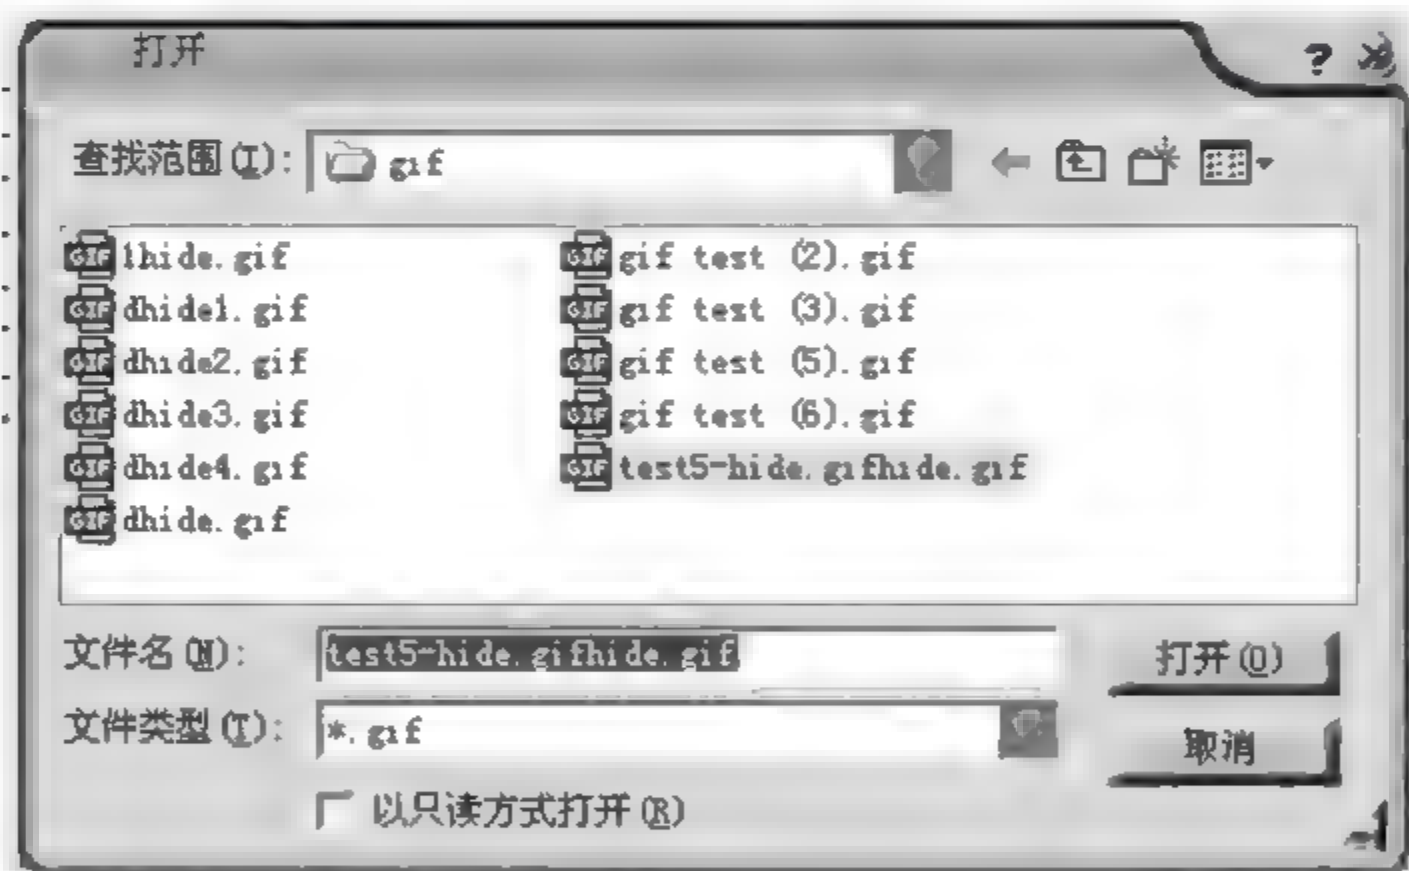 打开
查找范围(I): gif
1hide.gif
dhide1.gif
dhide2.gif
dhide3.gif
dhide4.gif
dhide.gif
gif test (2).gif
gif test (3).gif
gif test (5).gif
gif test (6).gif
test5-hide.gifhide.gif
文件名(N): test5-hide.gifhide.gif
打开(O)
文件类型(T): *.gif
取消
以只读方式打开(R)